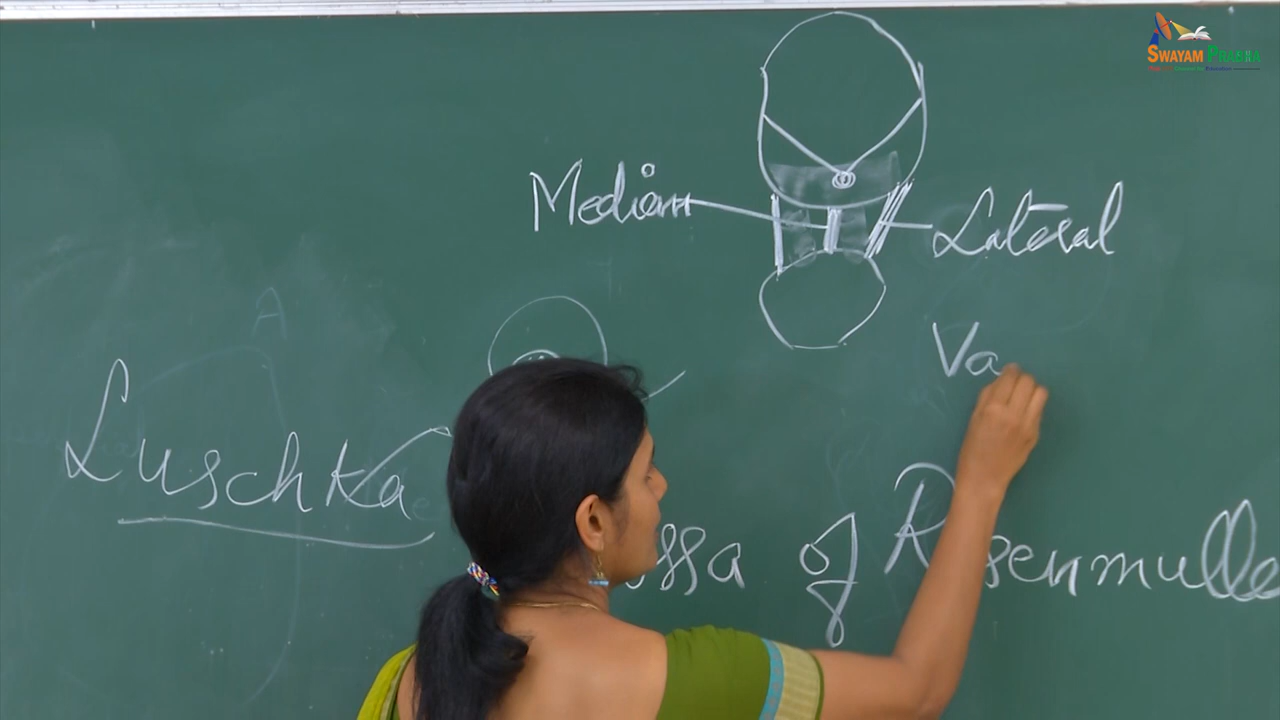 SWAYAM PRABHA
Median
Lateral
A
Va
Luschka
ssa of Rosenmulle